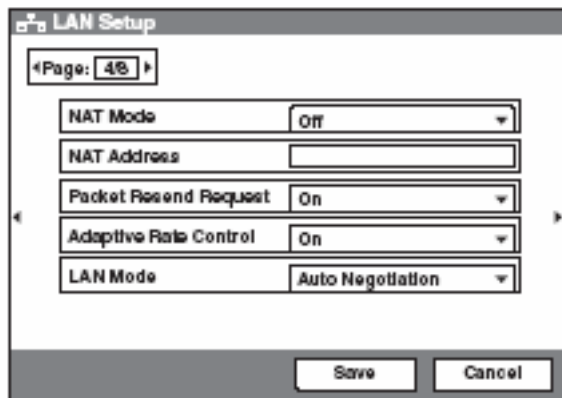 LAN Setup
Page: 4/8
NAT Mode Off
NAT Address
Packet Resend Request On
Adaptive Rate Control On
LAN Mode Auto Negotiation
Save Cancel